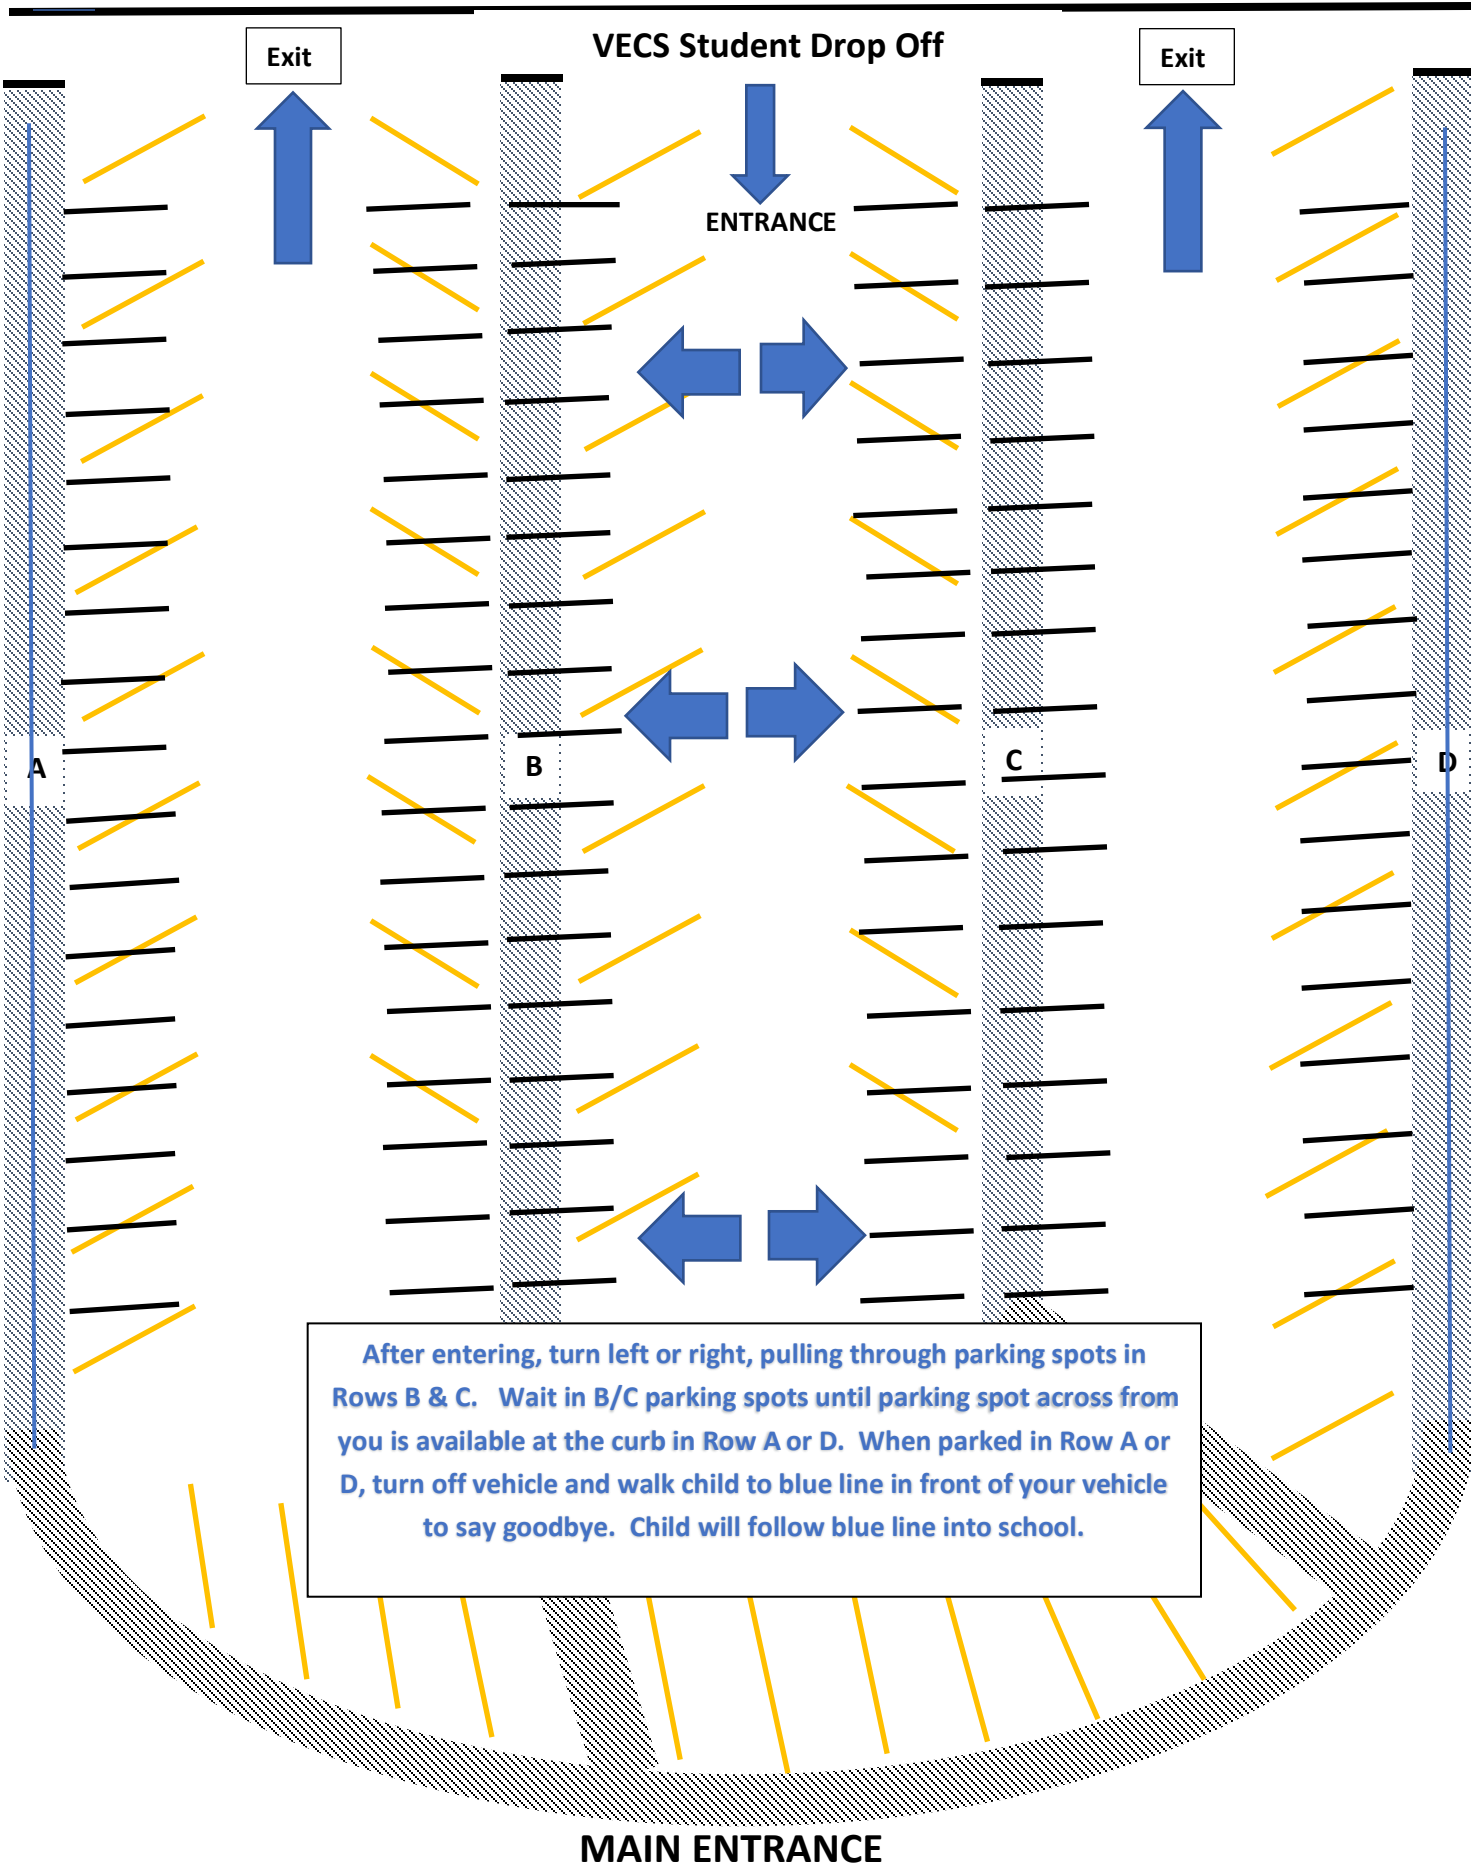 VECS Student Drop Off
Exit
Exit
ENTRANCE
A
B
C
D
After entering, turn left or right, pulling through parking spots in
Rows B & C.   Wait in B/C parking spots until parking spot across from
you is available at the curb in Row A or D.  When parked in Row A or
D, turn off vehicle and walk child to blue line in front of your vehicle
to say goodbye.  Child will follow blue line into school.
MAIN ENTRANCE